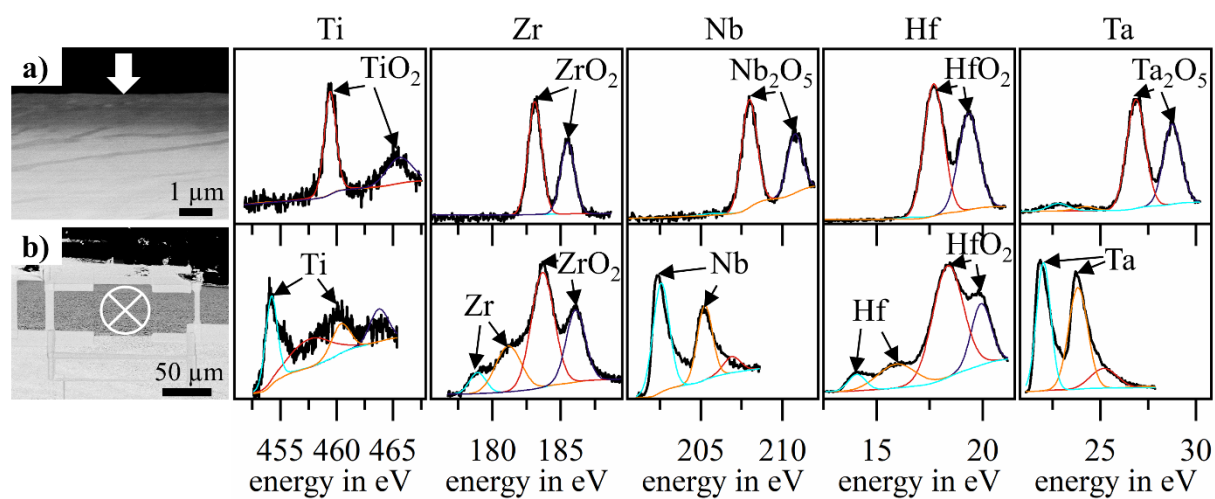 Ti Zr Nb Hf Ta
a)
TiO₂ ZrO₂ Nb₂O₅ HfO₂ Ta₂O₅
1 µm
b)
Ti Zr ZrO₂ Nb Hf HfO₂ Ta
50 µm
455 460 465 180 185 205 210 15 20 25 30
energy in eV energy in eV energy in eV energy in eV energy in eV